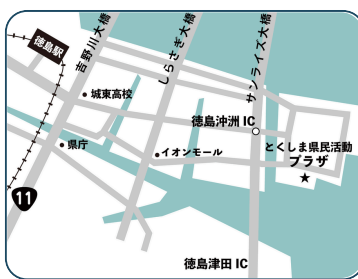 徳島駅
吉野川大橋
しらさぎ大橋
サンライズ大橋
城東高校
徳島沖洲 IC
とくしま県民活動
プラザ
県庁
イオンモール
11
徳島津田 IC